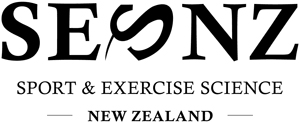 SESNZ
SPORT & EXERCISE SCIENCE
NEW ZEALAND